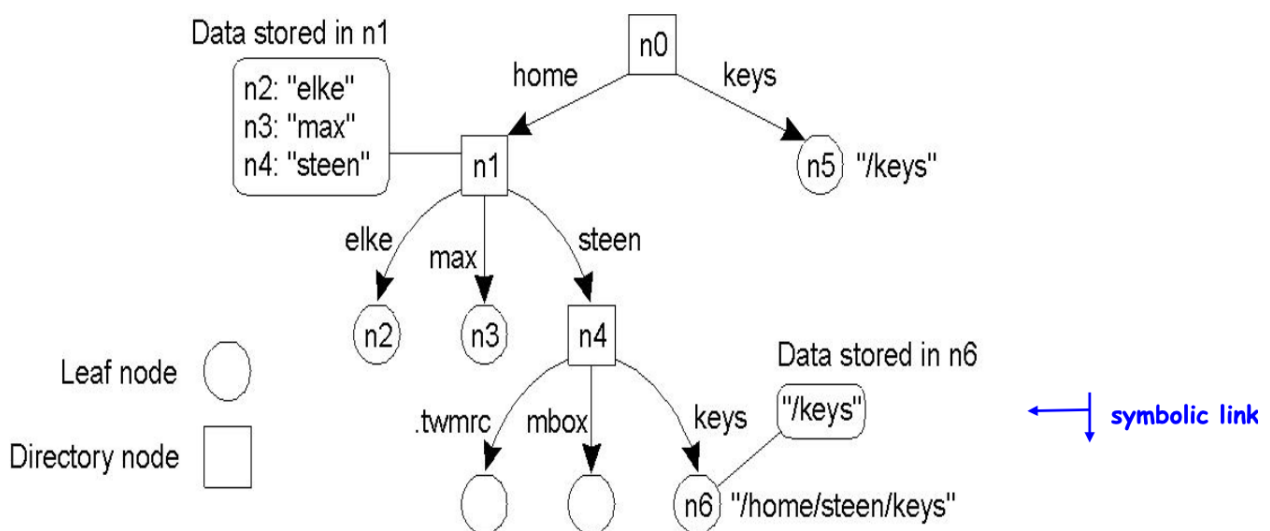 Data stored in n1
n0
home
keys
n2: "elke"
n3: "max"
n4: "steen"
n1
n5 "/keys"
elke
max
steen
n2
n3
n4
Data stored in n6
Leaf node
"/keys"
symbolic link
.twmrc
mbox
keys
Directory node
n6 "/home/steen/keys"